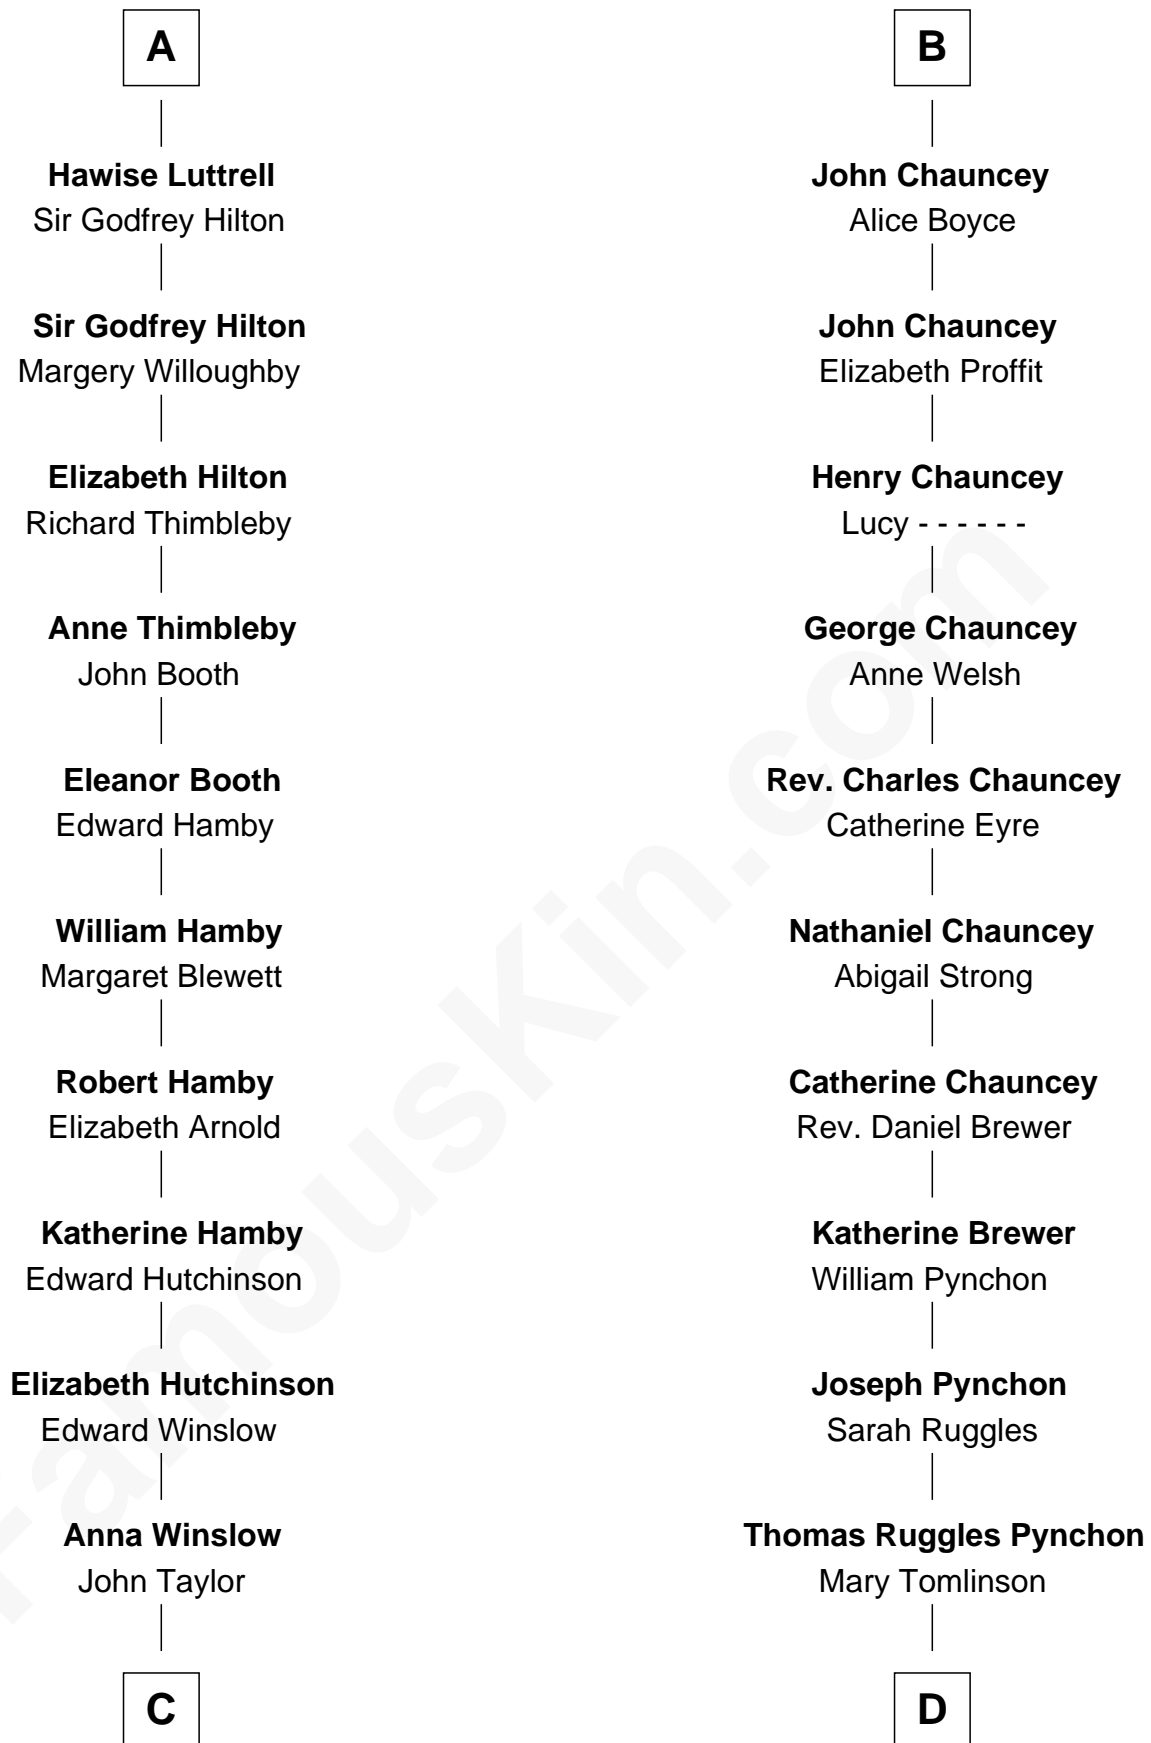 A
Hawise Luttrell
Sir Godfrey Hilton
Sir Godfrey Hilton
Margery Willoughby
Elizabeth Hilton
Richard Thimbleby
Anne Thimbleby
John Booth
Eleanor Booth
Edward Hamby
William Hamby
Margaret Blewett
Robert Hamby
Elizabeth Arnold
Katherine Hamby
Edward Hutchinson
Elizabeth Hutchinson
Edward Winslow
Anna Winslow
John Taylor
C
B
John Chauncey
Alice Boyce
John Chauncey
Elizabeth Proffit
Henry Chauncey
Lucy - - - - - -
George Chauncey
Anne Welsh
Rev. Charles Chauncey
Catherine Eyre
Nathaniel Chauncey
Abigail Strong
Catherine Chauncey
Rev. Daniel Brewer
Katherine Brewer
William Pynchon
Joseph Pynchon
Sarah Ruggles
Thomas Ruggles Pynchon
Mary Tomlinson
D
FamousKin.com